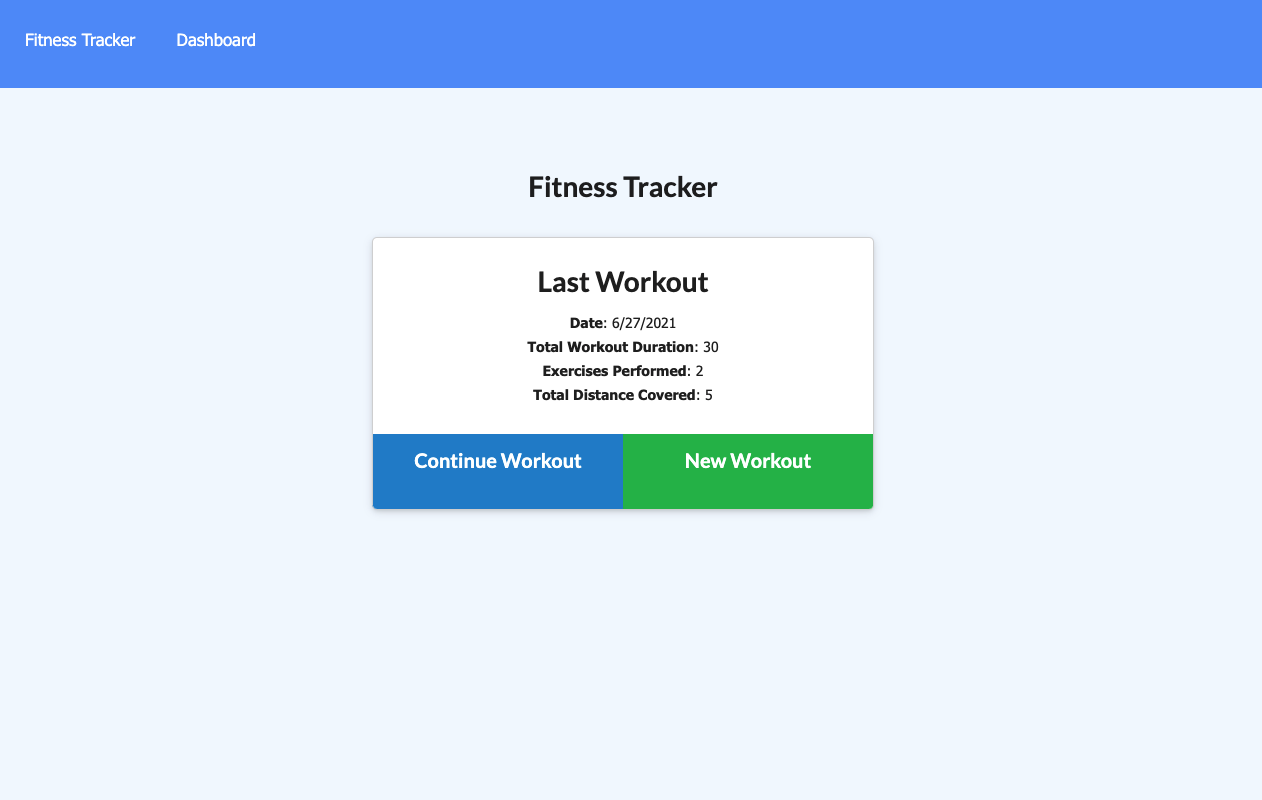 Fitness Tracker Dashboard
Fitness Tracker
Last Workout
Date: 6/27/2021
Total Workout Duration: 30
Exercises Performed: 2
Total Distance Covered: 5
Continue Workout New Workout